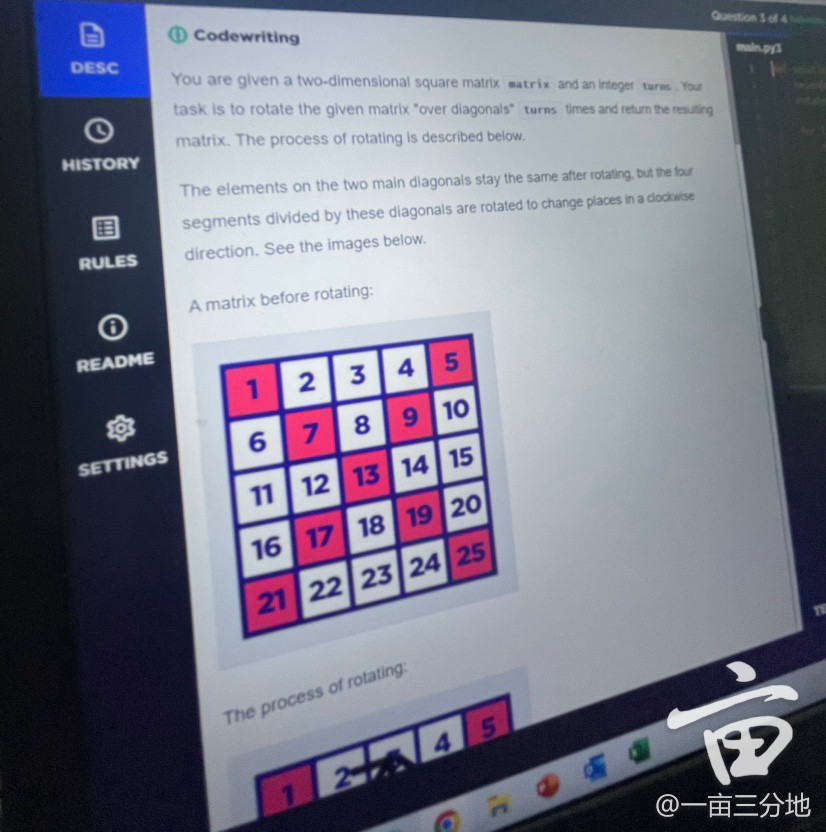 Question 3 of 4
DESC
HISTORY
RULES
README
SETTINGS
Codewriting
main.py3
You are given a two-dimensional square matrix matrix and an integer turns. Your
task is to rotate the given matrix "over diagonals" turns times and return the resulting
matrix. The process of rotating is described below.
The elements on the two main diagonals stay the same after rotating, but the four
segments divided by these diagonals are rotated to change places in a clockwise
direction. See the images below.
A matrix before rotating:
1 2 3 4 5
6 7 8 9 10
11 12 13 14 15
16 17 18 19 20
21 22 23 24 25
The process of rotating:
1 2 4 5
亩
@一亩三分地